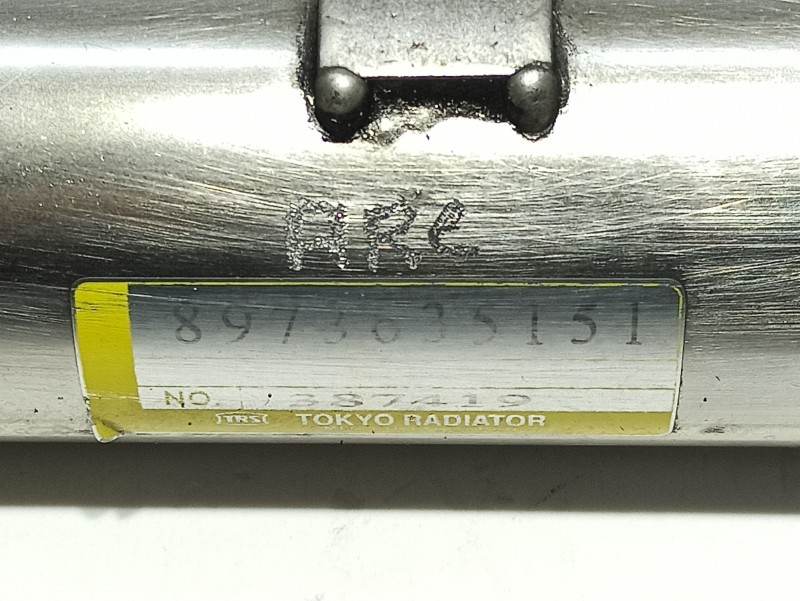 ARC
8973635151
NO. 387419
TRS TOKYO RADIATOR